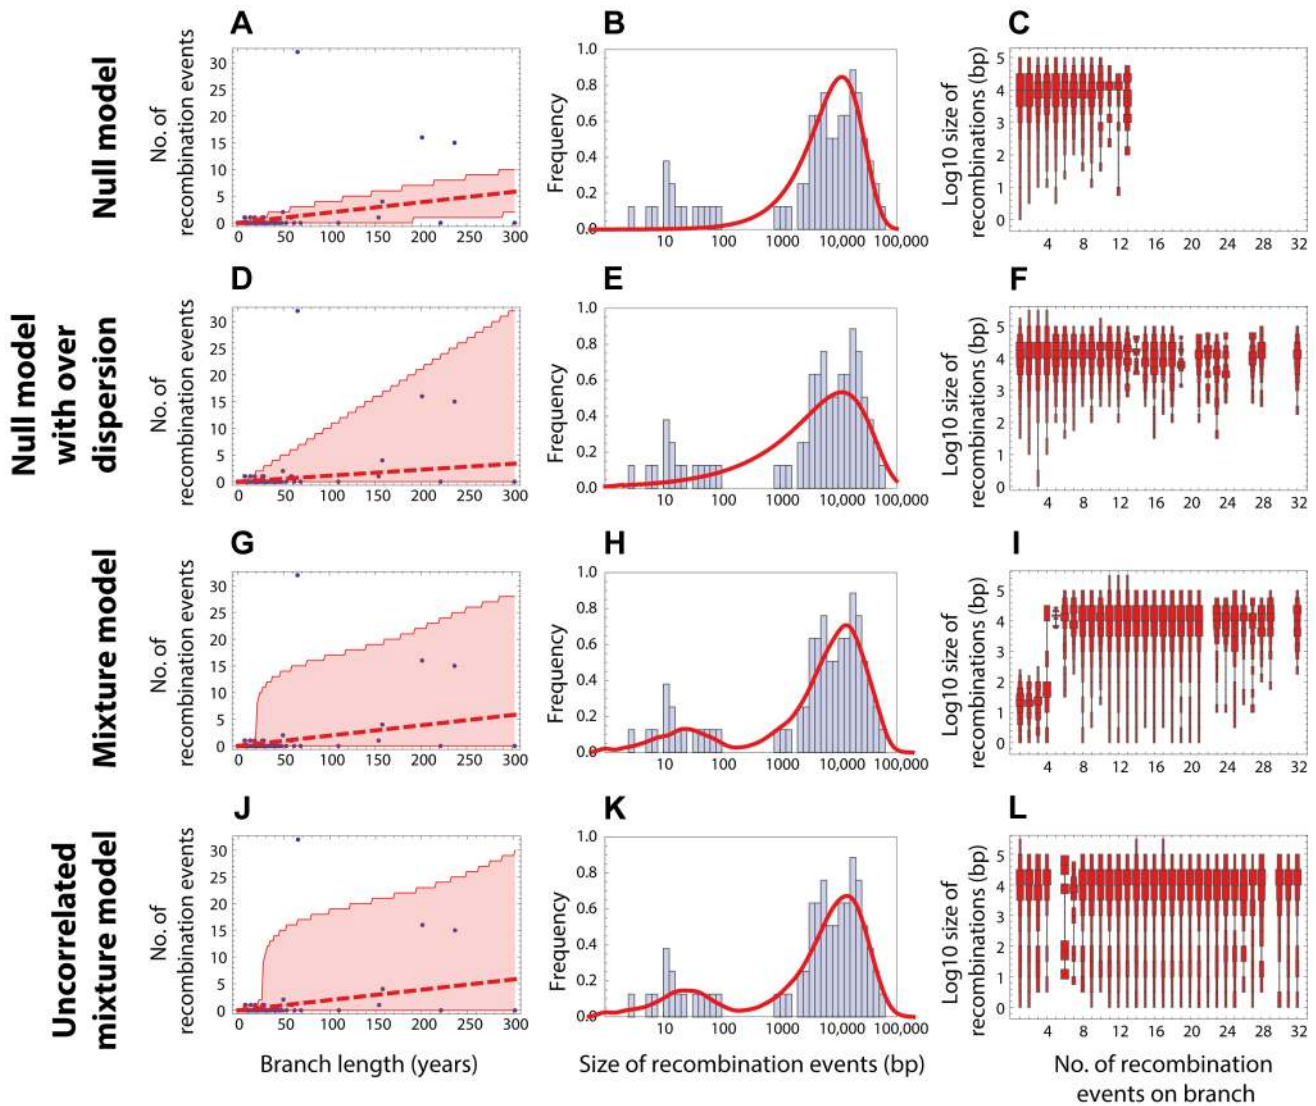 A
B
C
Null model
No. of
recombination events
30
25
20
15
10
5
0
0 50 100 150 200 250 300
Frequency
1.0
0.8
0.6
0.4
0.2
0.0
10 100 1000 10,000 100,000
Log10 size of
recombinations (bp)
5
4
3
2
1
0
4 8 12 16 20 24 28 32
D
E
F
Null model
with over
dispersion
No. of
recombination events
30
25
20
15
10
5
0
0 50 100 150 200 250 300
Frequency
1.0
0.8
0.6
0.4
0.2
0.0
10 100 1000 10,000 100,000
Log10 size of
recombinations (bp)
5
4
3
2
1
0
4 8 12 16 20 24 28 32
G
H
I
Mixture model
No. of
recombination events
30
25
20
15
10
5
0
0 50 100 150 200 250 300
Frequency
1.0
0.8
0.6
0.4
0.2
0.0
10 100 1000 10,000 100,000
Log10 size of
recombinations (bp)
5
4
3
2
1
0
4 8 12 16 20 24 28 32
J
K
L
Uncorrelated
mixture model
No. of
recombination events
30
25
20
15
10
5
0
0 50 100 150 200 250 300
Branch length (years)
Frequency
1.0
0.8
0.6
0.4
0.2
0.0
10 100 1000 10,000 100,000
Size of recombination events (bp)
Log10 size of
recombinations (bp)
5
4
3
2
1
0
4 8 12 16 20 24 28 32
No. of recombination
events on branch